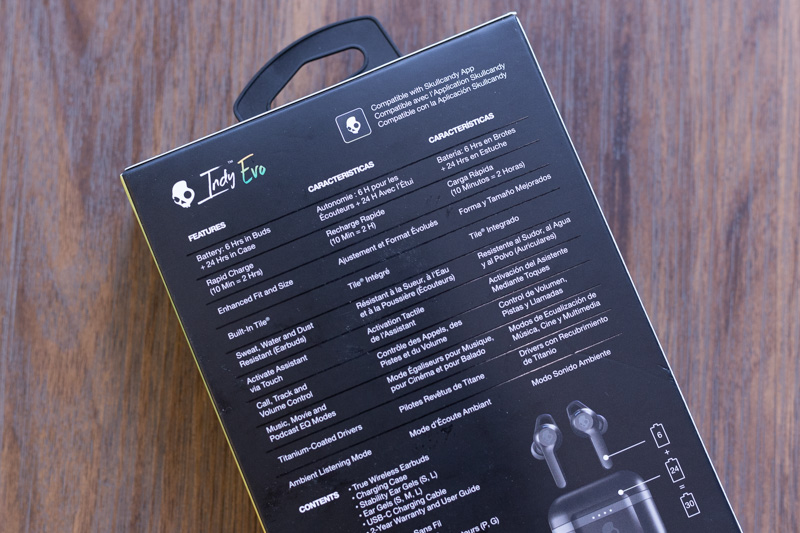 Compatible with Skullcandy App
Compatible avec l'Application Skullcandy
Compatible con la Aplicación Skullcandy
Indy Evo™
FEATURES
Battery: 6 Hrs in Buds
+ 24 Hrs in Case
Rapid Charge
(10 Min = 2 Hrs)
Enhanced Fit and Size
Built-In Tile®
Sweat, Water and Dust
Resistant (Earbuds)
Activate Assistant
via Touch
Call, Track and
Volume Control
Music, Movie and
Podcast EQ Modes
Titanium-Coated Drivers
Ambient Listening Mode
CARACTERISTICAS
Autonomie : 6 H pour les
Écouteurs + 24 H Avec l'Étui
Recharge Rapide
(10 Min = 2 H)
Ajustement et Format Évolués
Tile® Intégré
Résistant à la Sueur, à l'Eau
et à la Poussière (Écouteurs)
Activation Tactile
de l'Assistant
Contrôle des Appels, des
Pistes et du Volume
Mode Égaliseurs pour Musique,
pour Cinéma et pour Balado
Pilotes Revêtus de Titane
Mode d'Écoute Ambiant
CARACTERÍSTICAS
Batería: 6 Hrs en Brotes
+ 24 Hrs en Estuche
Carga Rápida
(10 Minutos = 2 Horas)
Forma y Tamaño Mejorados
Tile® Integrado
Resistente al Sudor, al Agua
y al Polvo (Auriculares)
Activación del Asistente
Mediante Toques
Control de Volumen,
Pistas y Llamadas
Modos de Ecualización de
Música, Cine y Multimedia
Drivers con Recubrimiento
de Titanio
Modo Sonido Ambiente
CONTENTS
• True Wireless Earbuds
• Charging Case
• Stability Ear Gels (S, L)
• Ear Gels (S, M, L)
• USB-C Charging Cable
• 2-Year Warranty and User Guide
Sans Fil
(P, G)
6
+
24
=
30